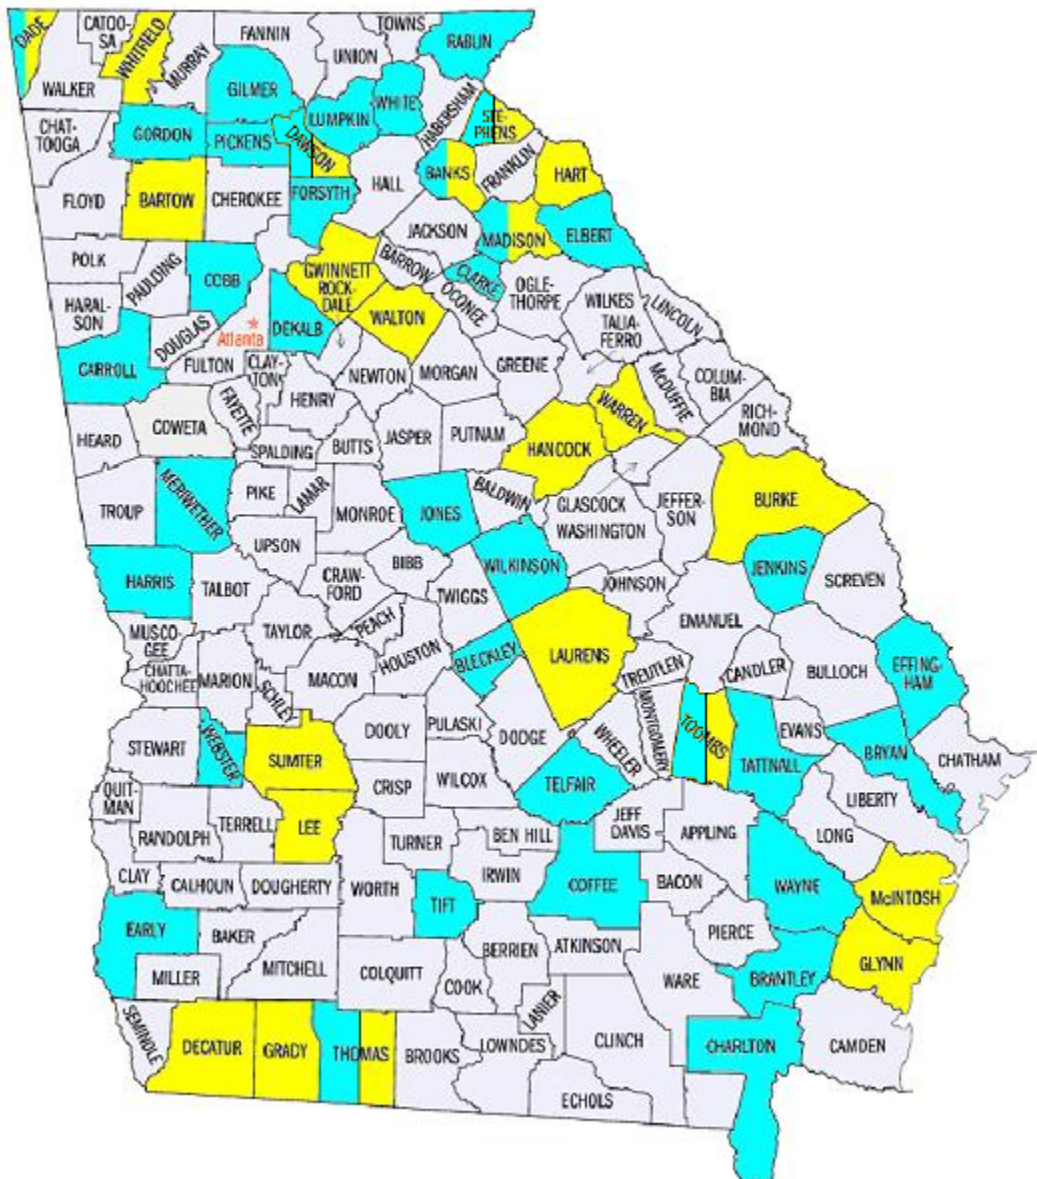 DADE
CATOO-
SA
WHITFIELD
MURRAY
FANNIN
UNION
TOWNS
RABUN
WALKER
GILMER
LUMPKIN
WHITE
HABERSHAM
STE-
PHENS
CHAT-
TOOGA
GORDON
PICKENS
DAWSON
BANKS
FRANKLIN
HART
FLOYD
BARTOW
CHEROKEE
FORSYTH
HALL
JACKSON
MADISON
ELBERT
POLK
PAULDING
COBB
GWINNETT
BARROW
CLARKE
OCONEE
OGLE-
THORPE
WILKES
LINCOLN
HARAL-
SON
DOUGLAS
Atlanta
DEKALB
ROCK-
DALE
WALTON
TALIA-
FERRO
CARROLL
FULTON
CLAY-
TON
NEWTON
MORGAN
GREENE
McDUFFIE
COLUM-
BIA
HEARD
COWETA
FAYETTE
HENRY
SPALDING
BUTTS
JASPER
PUTNAM
HANCOCK
WARREN
RICH-
MOND
TROUP
MERIWETHER
PIKE
LAMAR
MONROE
JONES
BALDWIN
GLASCOCK
WASHINGTON
JEFFER-
SON
BURKE
UPSON
HARRIS
TALBOT
CRAW-
FORD
BIBB
TWIGGS
WILKINSON
JOHNSON
JENKINS
SCREVEN
MUSCO-
GEE
TAYLOR
PEACH
HOUSTON
BLECKLEY
LAURENS
EMANUEL
CHATTA-
HOOCHEE
MARION
SCHLEY
MACON
TREUTLEN
CANDLER
BULLOCH
EFFING-
HAM
STEWART
WEBSTER
SUMTER
DOOLY
PULASKI
DODGE
WHEELER
MONTGOMERY
TOOMBS
TATTNALL
EVANS
BRYAN
CHATHAM
QUIT-
MAN
RANDOLPH
TERRELL
LEE
CRISP
WILCOX
TELFAIR
JEFF
DAVIS
APPLING
LONG
LIBERTY
CLAY
CALHOUN
DOUGHERTY
WORTH
TURNER
BEN HILL
IRWIN
COFFEE
BACON
WAYNE
McINTOSH
EARLY
BAKER
TIFT
PIERCE
MILLER
MITCHELL
COLQUITT
BERRIEN
ATKINSON
WARE
BRANTLEY
GLYNN
COOK
LANIER
SEMINOLE
DECATUR
GRADY
THOMAS
BROOKS
LOWNDES
CLINCH
CHARLTON
CAMDEN
ECHOLS